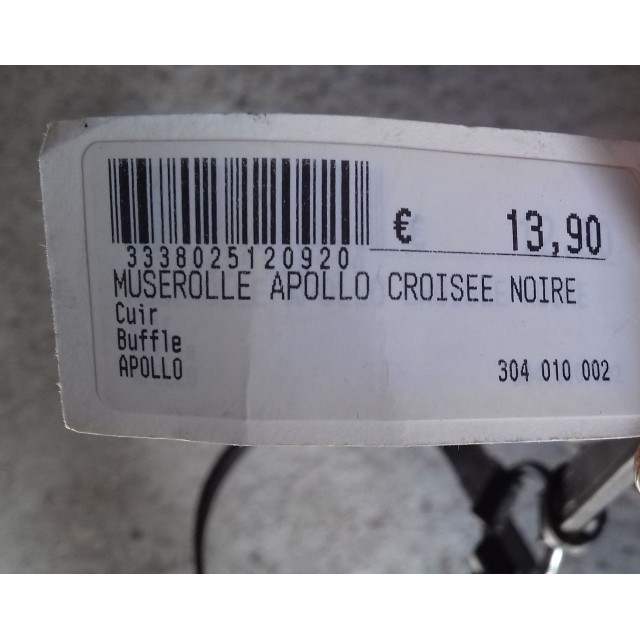 € 13,90
3338025120920
MUSEROLLE APOLLO CROISEE NOIRE
Cuir
Buffle
APOLLO 304 010 002